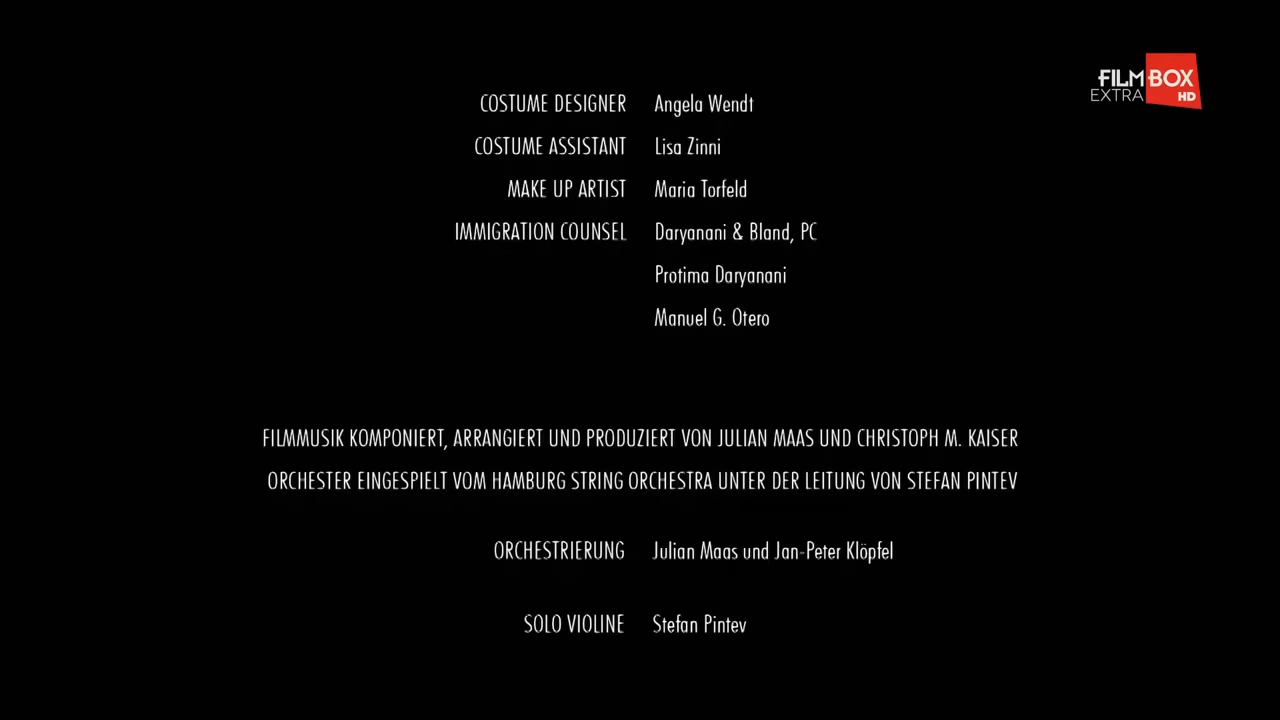 FILMBOX
EXTRA HD
COSTUME DESIGNER Angela Wendt
COSTUME ASSISTANT Lisa Zinni
MAKE UP ARTIST Maria Torfeld
IMMIGRATION COUNSEL Daryanani & Bland, PC
Protima Daryanani
Manuel G. Otero
FILMMUSIK KOMPONIERT, ARRANGIERT UND PRODUZIERT VON JULIAN MAAS UND CHRISTOPH M. KAISER
ORCHESTER EINGESPIELT VOM HAMBURG STRING ORCHESTRA UNTER DER LEITUNG VON STEFAN PINTEV
ORCHESTRIERUNG Julian Maas und Jan-Peter Klöpfel
SOLO VIOLINE Stefan Pintev